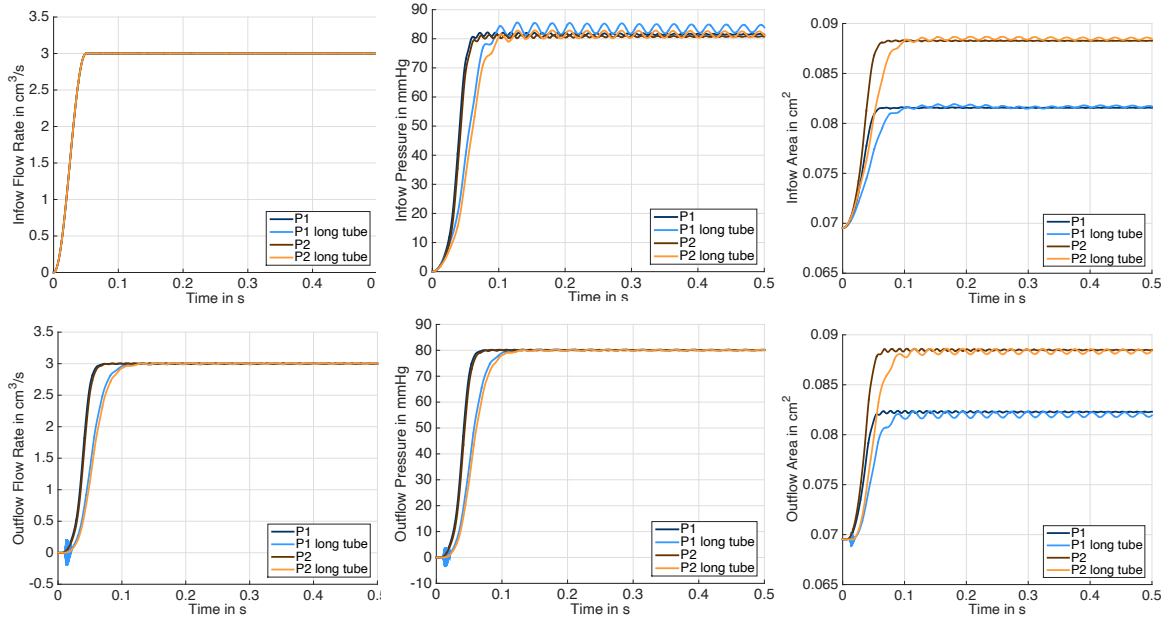 3.5
3
2.5
2
1.5
1
0.5
0
Infow Flow Rate in cm3/s
0
0.1
0.2
0.3
0.4
0
Time in s
P1
P1 long tube
P2
P2 long tube
90
80
70
60
50
40
30
20
10
0
Infow Pressure in mmHg
0
0.1
0.2
0.3
0.4
0.5
Time in s
P1
P1 long tube
P2
P2 long tube
0.09
0.085
0.08
0.075
0.07
0.065
Infow Area in cm2
0
0.1
0.2
0.3
0.4
0.5
Time in s
P1
P1 long tube
P2
P2 long tube
3.5
3
2.5
2
1.5
1
0.5
0
-0.5
Outflow Flow Rate in cm3/s
0
0.1
0.2
0.3
0.4
0.5
Time in s
P1
P1 long tube
P2
P2 long tube
90
80
70
60
50
40
30
20
10
0
-10
Outflow Pressure in mmHg
0
0.1
0.2
0.3
0.4
0.5
Time in s
P1
P1 long tube
P2
P2 long tube
0.09
0.085
0.08
0.075
0.07
0.065
Outflow Area in cm2
0
0.1
0.2
0.3
0.4
0.5
Time in s
P1
P1 long tube
P2
P2 long tube